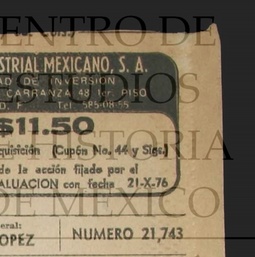 CENTRO DE
STRIAL MEXICANO, S. A.
AD DE INVERSION
CARRANZA 48 1er. PISO
D. F. Tel. 585-08-55
ESTUDIOS
$11.50
quisición (Cupón No. 44 y Sigs.)
HISTORIA
de la acción fijado por el
ALUACION con fecha 21-X-76
DE MEXICO
eral:
OPEZ NUMERO 21,743